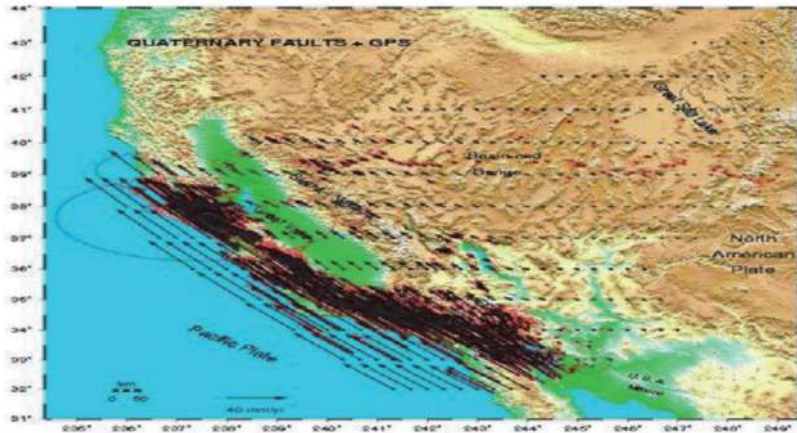 44°
QUATERNARY FAULTS + GPS
43°
42°
Great Salt Lake
41°
40°
Basin and
Range
39°
38°
37°
North
American
Plate
36°
35°
34°
Pacific Plate
33°
U. S. A.
Mexico
32°
km
0 50
40 mm/yr
31°
235° 236° 237° 238° 239° 240° 241° 242° 243° 244° 245° 246° 247° 248° 249°